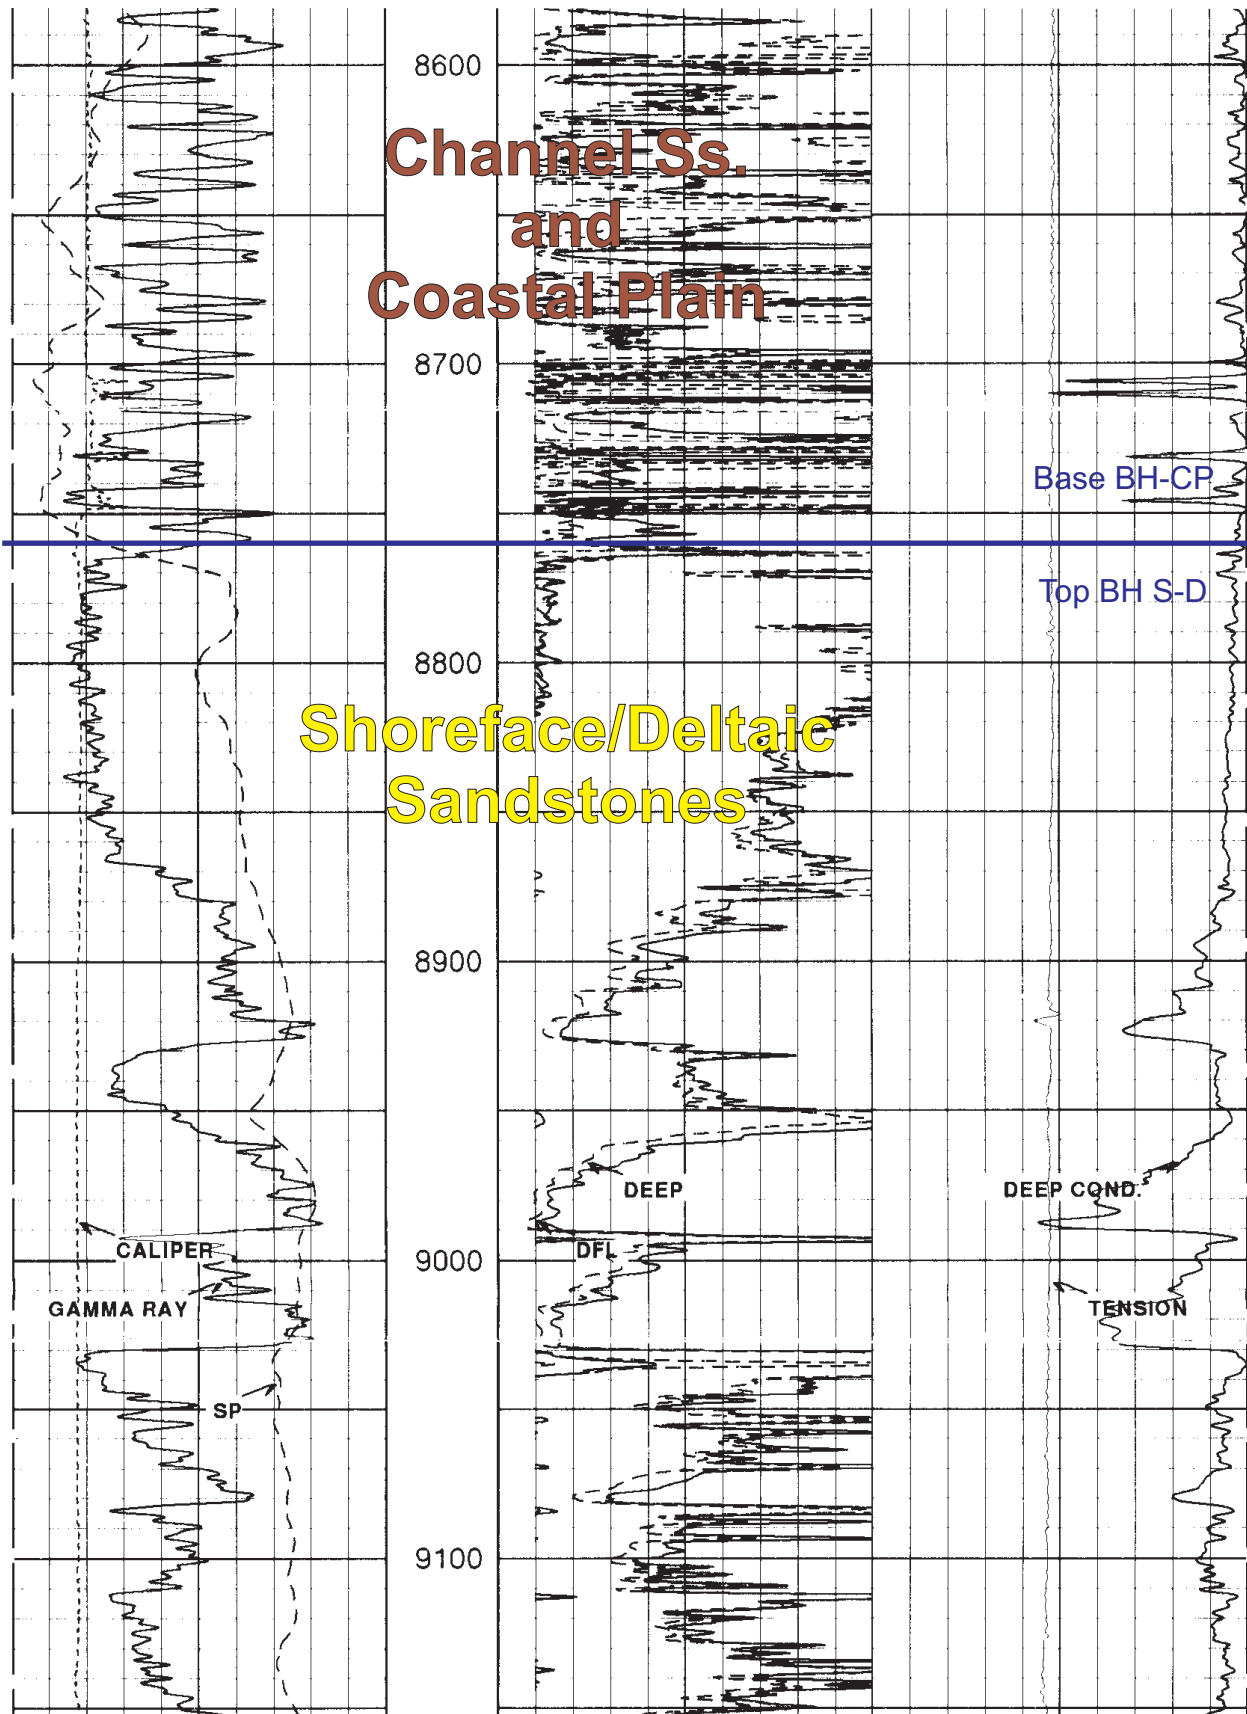 8600
Channel Ss.
and
Coastal Plain
8700
Base BH-CP
Top BH S-D
8800
Shoreface/Deltaic
Sandstones
8900
DEEP
DEEP COND.
CALIPER
DFL
9000
GAMMA RAY
TENSION
SP
9100